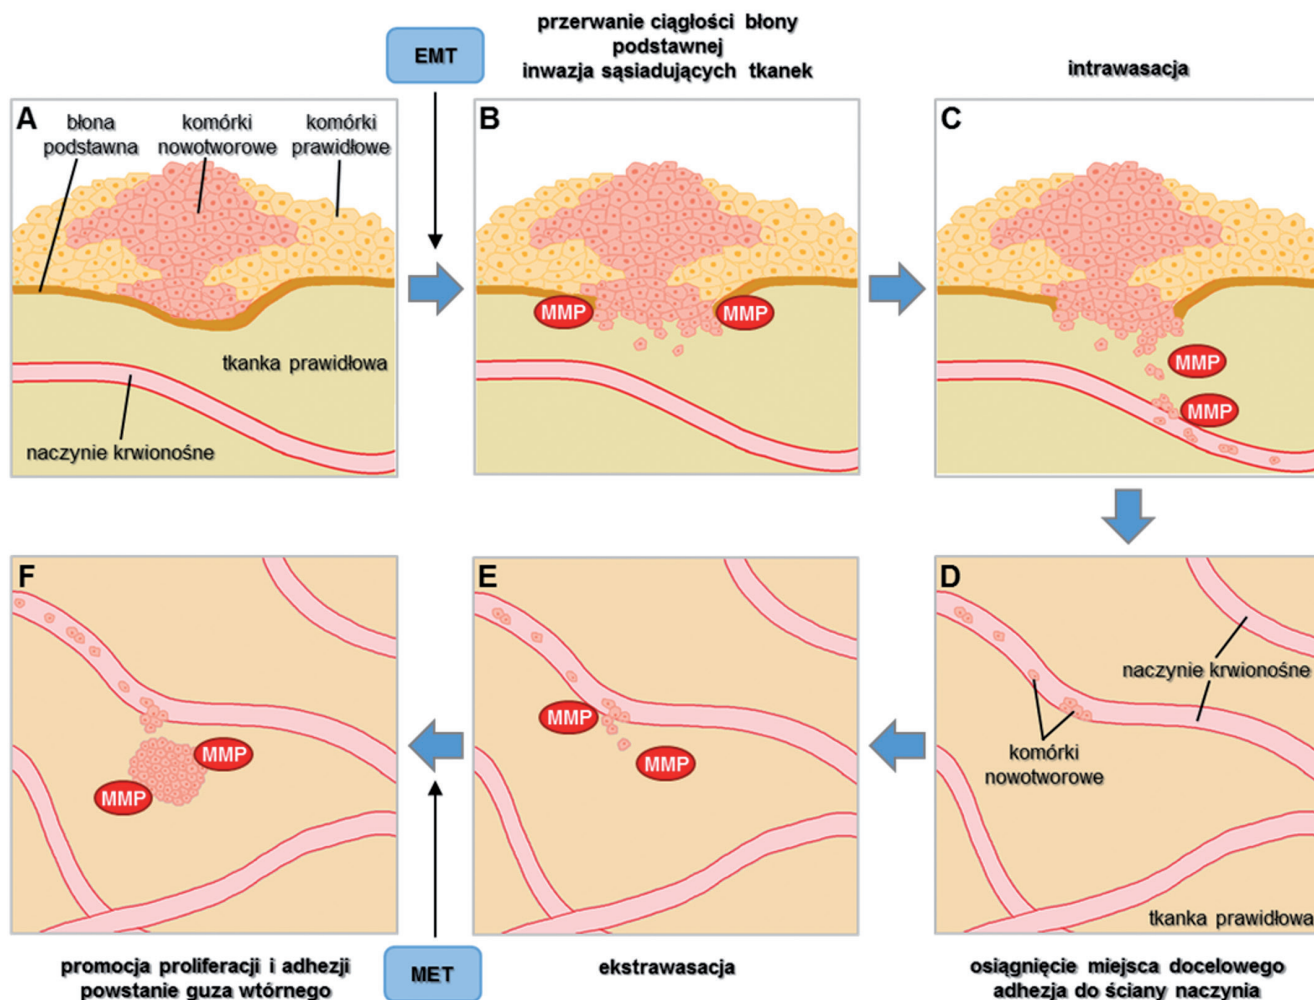 EMT
przerwanie ciągłości błony
podstawnej
inwazja sąsiadujących tkanek
intrawasacja
A
błona
podstawna
komórki
nowotworowe
komórki
prawidłowe
tkanka prawidłowa
naczynie krwionośne
B
MMP
MMP
C
MMP
MMP
F
MMP
MMP
E
MMP
MMP
D
naczynie krwionośne
komórki
nowotworowe
tkanka prawidłowa
promocja proliferacji i adhezji
powstanie guza wtórnego
MET
ekstrawasacja
osiągnięcie miejsca docelowego
adhezja do ściany naczynia